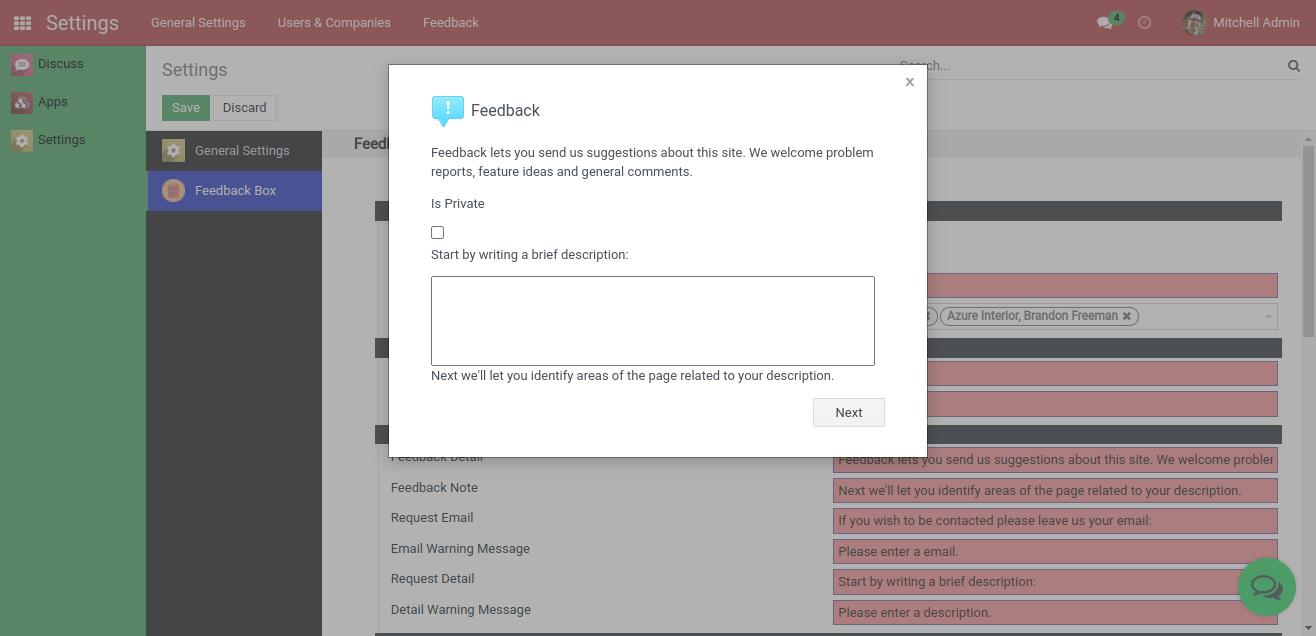 Settings
General Settings
Users & Companies
Feedback
4
Mitchell Admin
Discuss
Apps
Settings
Settings
Search...
Save
Discard
General Settings
Feedback Box
x
Feedback
Feedback lets you send us suggestions about this site. We welcome problem
reports, feature ideas and general comments.
Is Private
Start by writing a brief description:
Next we'll let you identify areas of the page related to your description.
Next
Azure Interior, Brandon Freeman
Feedback Detail
Feedback lets you send us suggestions about this site. We welcome
Feedback Note
Next we'll let you identify areas of the page related to your description.
Request Email
If you wish to be contacted please leave us your email:
Email Warning Message
Please enter a email.
Request Detail
Start by writing a brief description:
Detail Warning Message
Please enter a description.